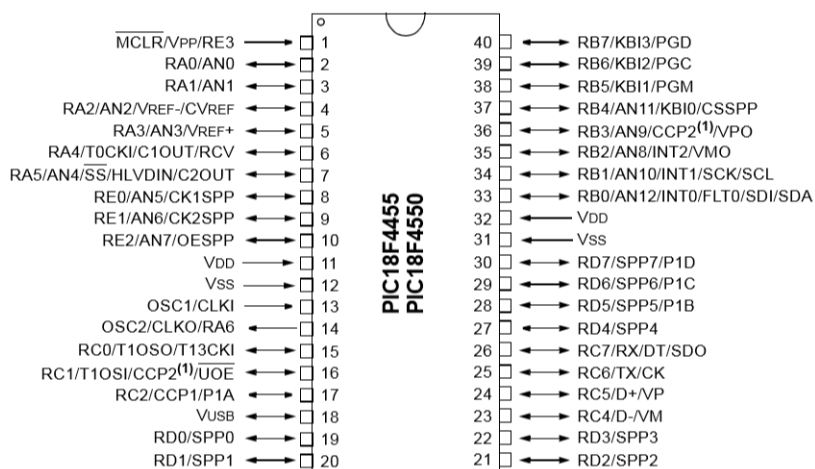 MCLR/VPP/RE3 1
RA0/AN0 2
RA1/AN1 3
RA2/AN2/VREF-/CVREF 4
RA3/AN3/VREF+ 5
RA4/T0CKI/C1OUT/RCV 6
RA5/AN4/SS/HLVDIN/C2OUT 7
RE0/AN5/CK1SPP 8
RE1/AN6/CK2SPP 9
RE2/AN7/OESPP 10
VDD 11
VSS 12
OSC1/CLKI 13
OSC2/CLKO/RA6 14
RC0/T1OSO/T13CKI 15
RC1/T1OSI/CCP2(1)/UOE 16
RC2/CCP1/P1A 17
VUSB 18
RD0/SPP0 19
RD1/SPP1 20
PIC18F4455
PIC18F4550
40 RB7/KBI3/PGD
39 RB6/KBI2/PGC
38 RB5/KBI1/PGM
37 RB4/AN11/KBI0/CSSPP
36 RB3/AN9/CCP2(1)/VPO
35 RB2/AN8/INT2/VMO
34 RB1/AN10/INT1/SCK/SCL
33 RB0/AN12/INT0/FLT0/SDI/SDA
32 VDD
31 VSS
30 RD7/SPP7/P1D
29 RD6/SPP6/P1C
28 RD5/SPP5/P1B
27 RD4/SPP4
26 RC7/RX/DT/SDO
25 RC6/TX/CK
24 RC5/D+/VP
23 RC4/D-/VM
22 RD3/SPP3
21 RD2/SPP2